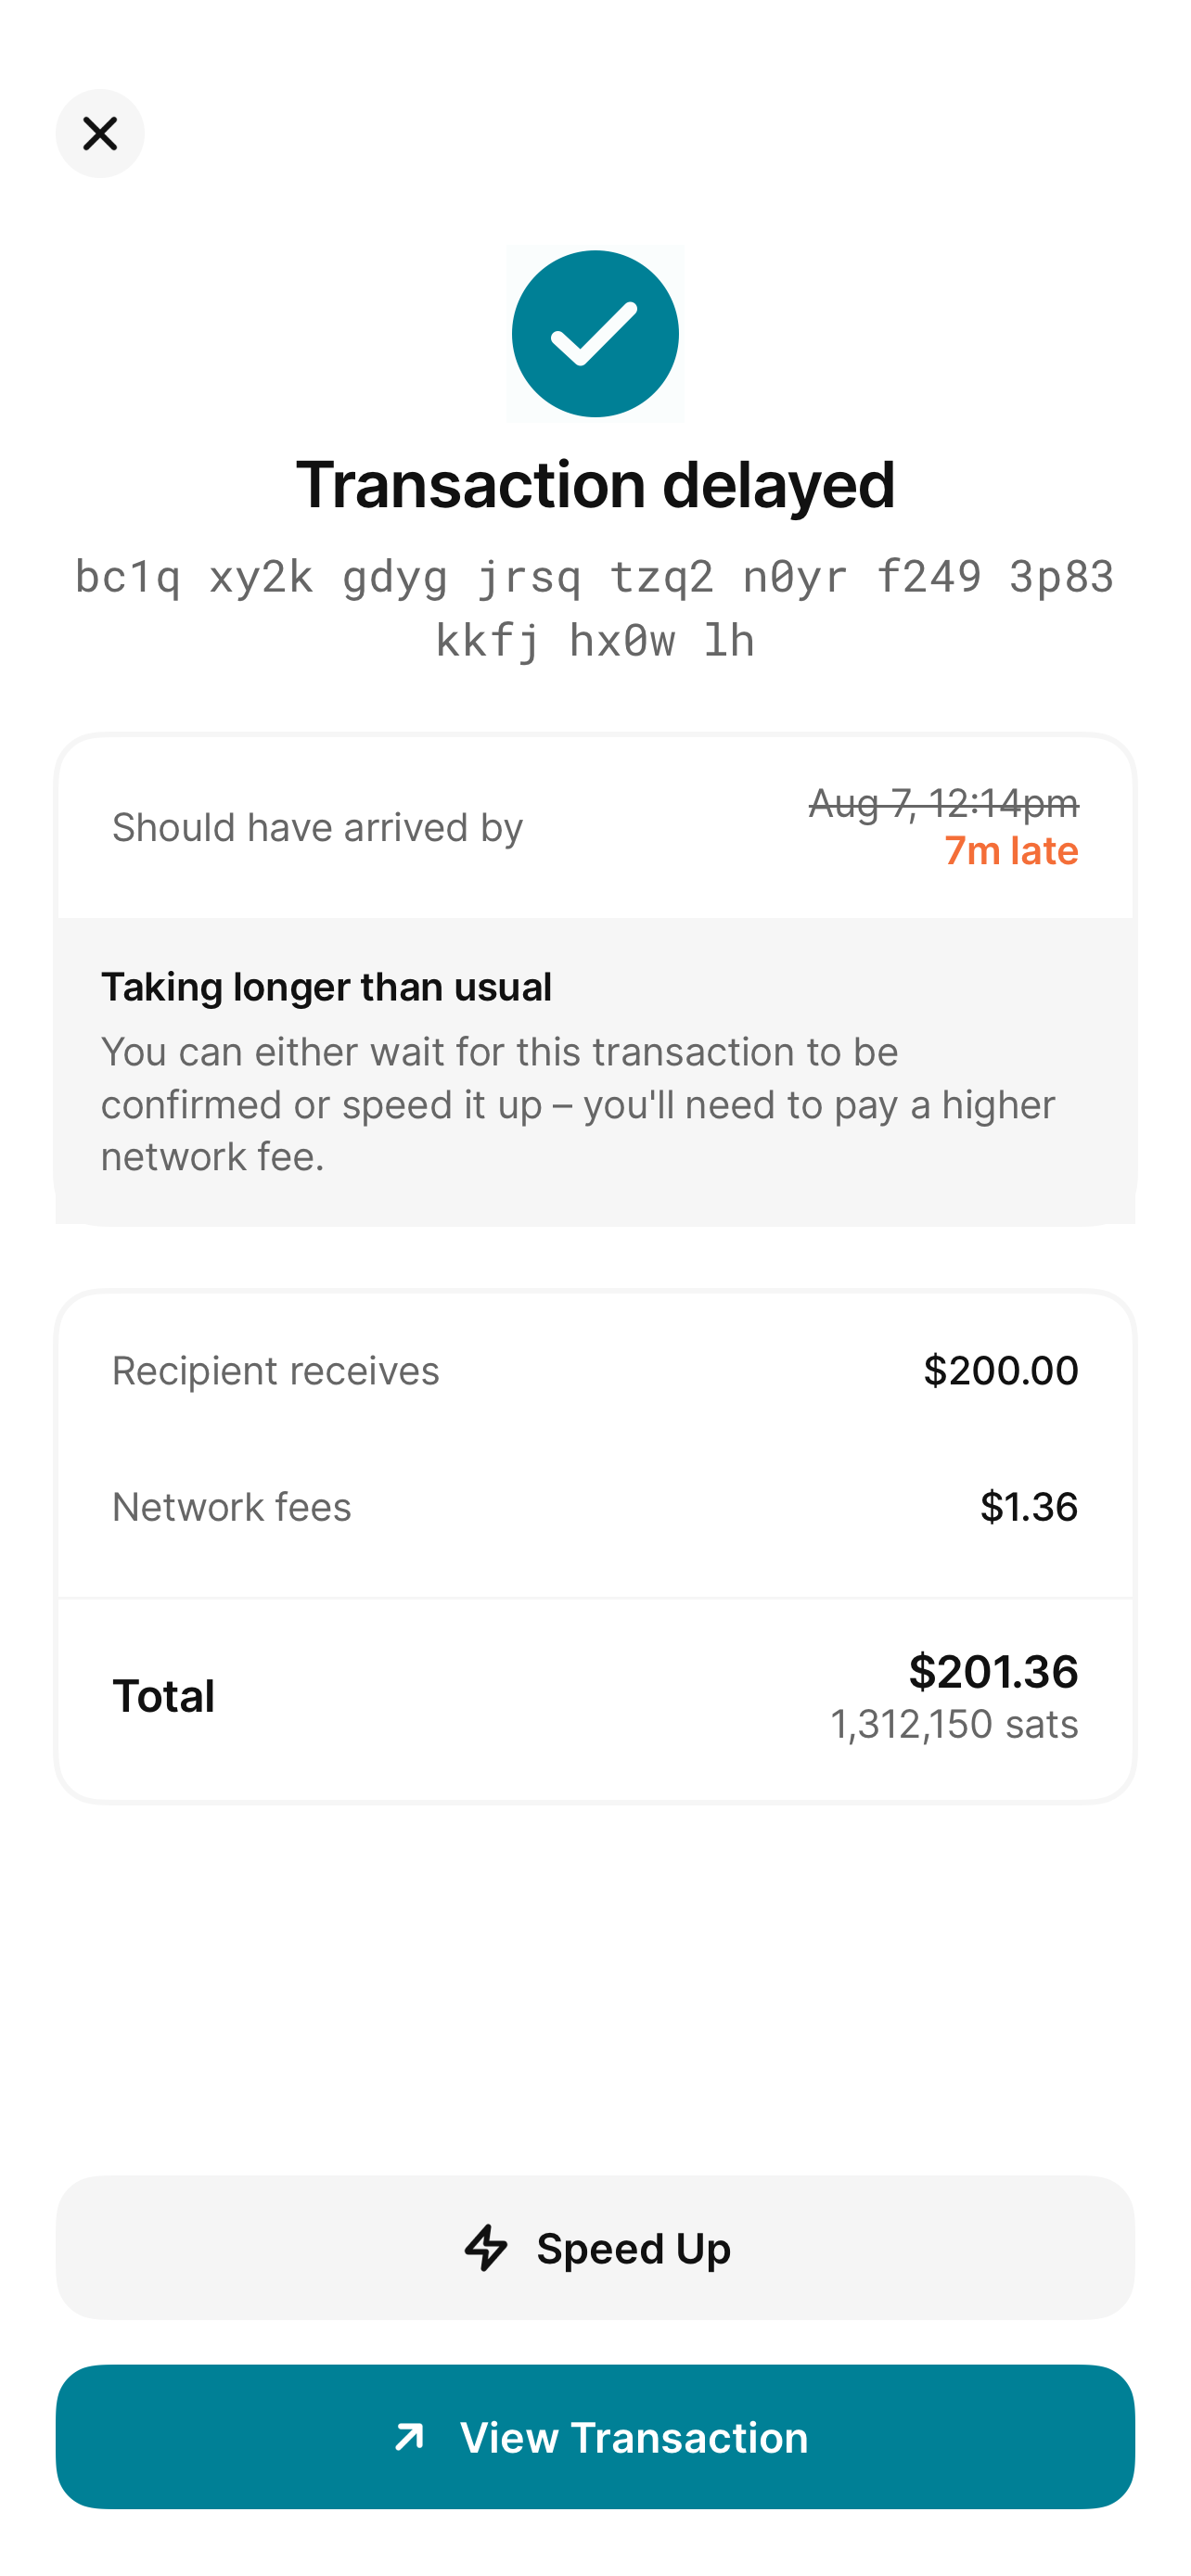 Transaction delayed
bc1q xy2k gdyg jrsq tzq2 n0yr f249 3p83
kkfj hx0w lh
Should have arrived by
Aug 7, 12:14pm
7m late
Taking longer than usual
You can either wait for this transaction to be
confirmed or speed it up – you'll need to pay a higher
network fee.
Recipient receives
$200.00
Network fees
$1.36
Total
$201.36
1,312,150 sats
Speed Up
View Transaction